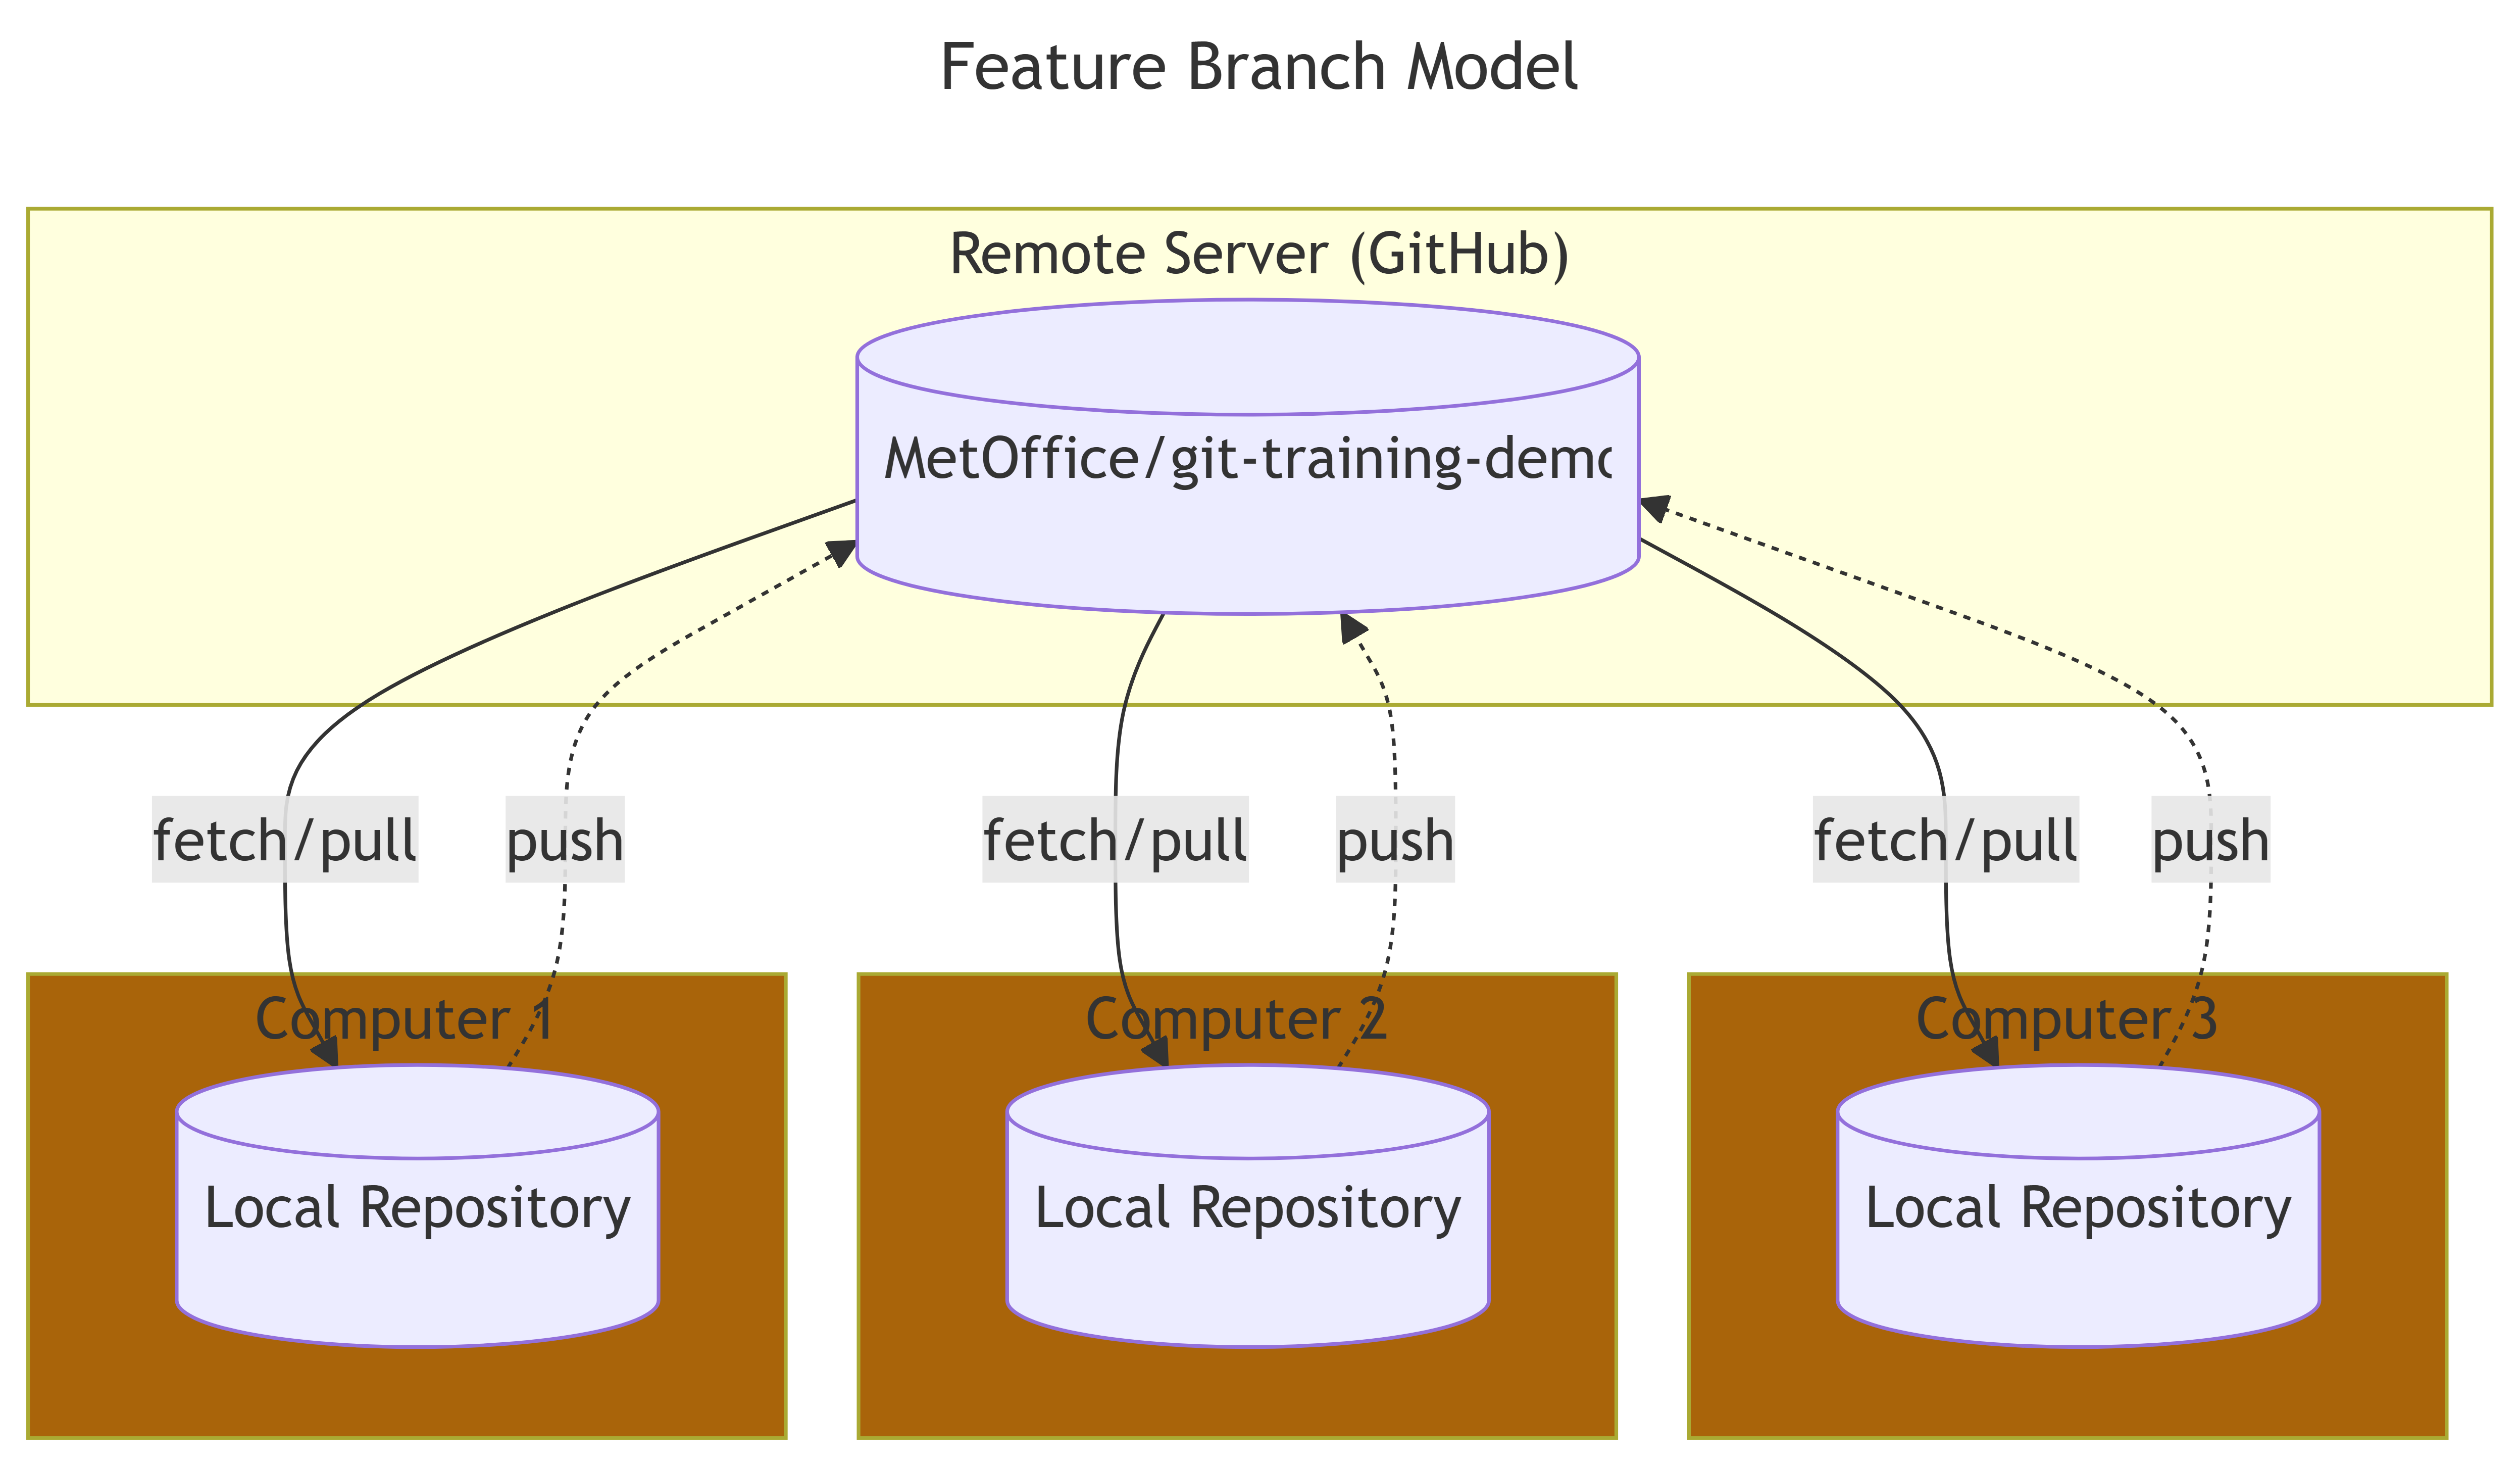 Feature Branch Model
Remote Server (GitHub)
MetOffice/git-training-demo
fetch/pull
push
fetch/pull
push
fetch/pull
push
Computer 1
Computer 2
Computer 3
Local Repository
Local Repository
Local Repository